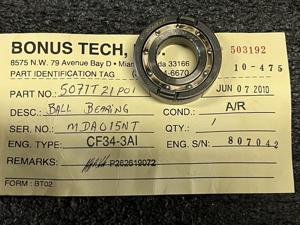 BONUS TECH,
503192
8575 N.W. 79 Avenue Bay D • Miami, Florida 33166
PART IDENTIFICATION TAG -6670 10-475
PART NO.: 5071T21P01 JUN 07 2010
DESC.: BALL BEARING COND.: A/R
SER. NO.: MDA015NT QTY.: 1
ENG. TYPE: CF34-3AI ENG. S/N: 807042
REMARKS: P262619072
FORM : BT02